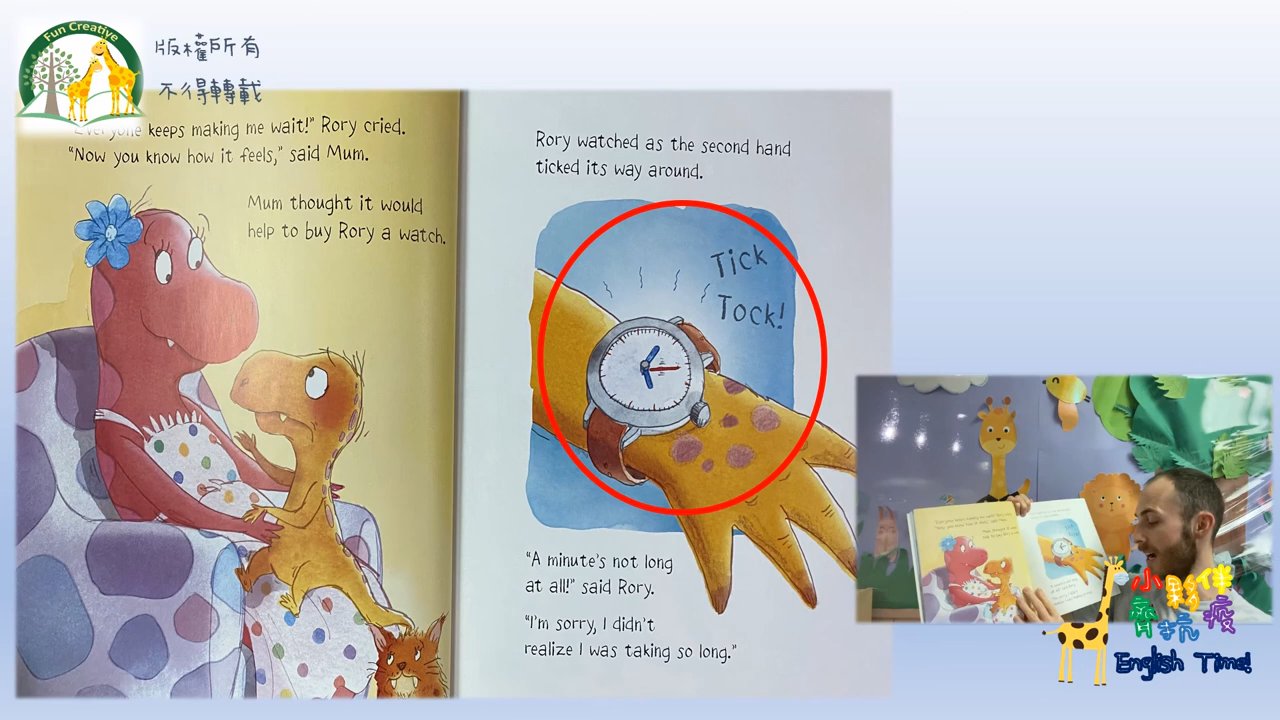 Fun Creative
版權所有
不得轉載
"Everyone keeps making me wait!" Rory cried.
"Now you know how it feels," said Mum.
Mum thought it would
help to buy Rory a watch.
Rory watched as the second hand
ticked its way around.
Tick
Tock!
"A minute's not long
at all!" said Rory.
"I'm sorry, I didn't
realize I was taking so long."
小夥伴
齊抗疫
English Time!